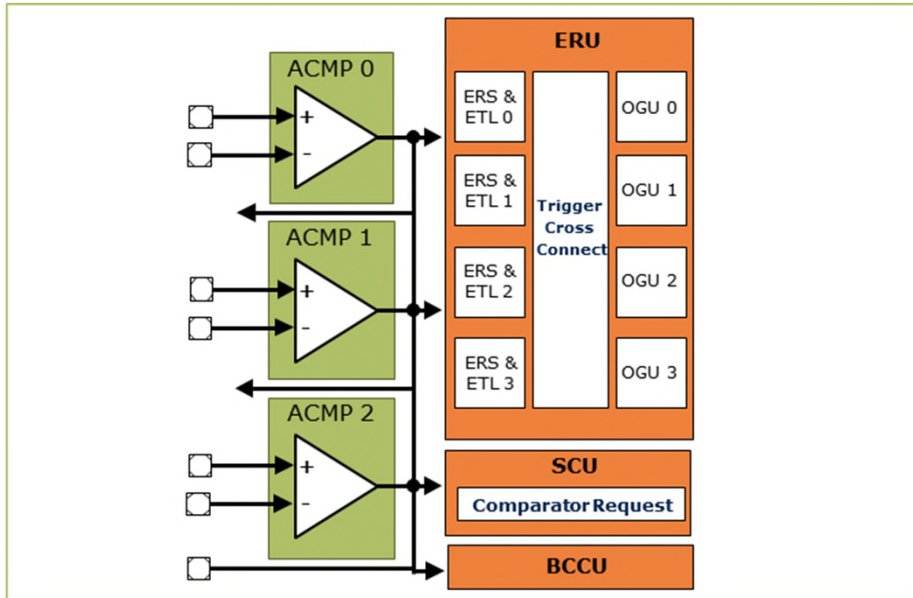 ACMP 0
+
-
ACMP 1
+
-
ACMP 2
+
-
ERU
ERS &
ETL 0
ERS &
ETL 1
ERS &
ETL 2
ERS &
ETL 3
Trigger
Cross
Connect
OGU 0
OGU 1
OGU 2
OGU 3
SCU
Comparator Request
BCCU